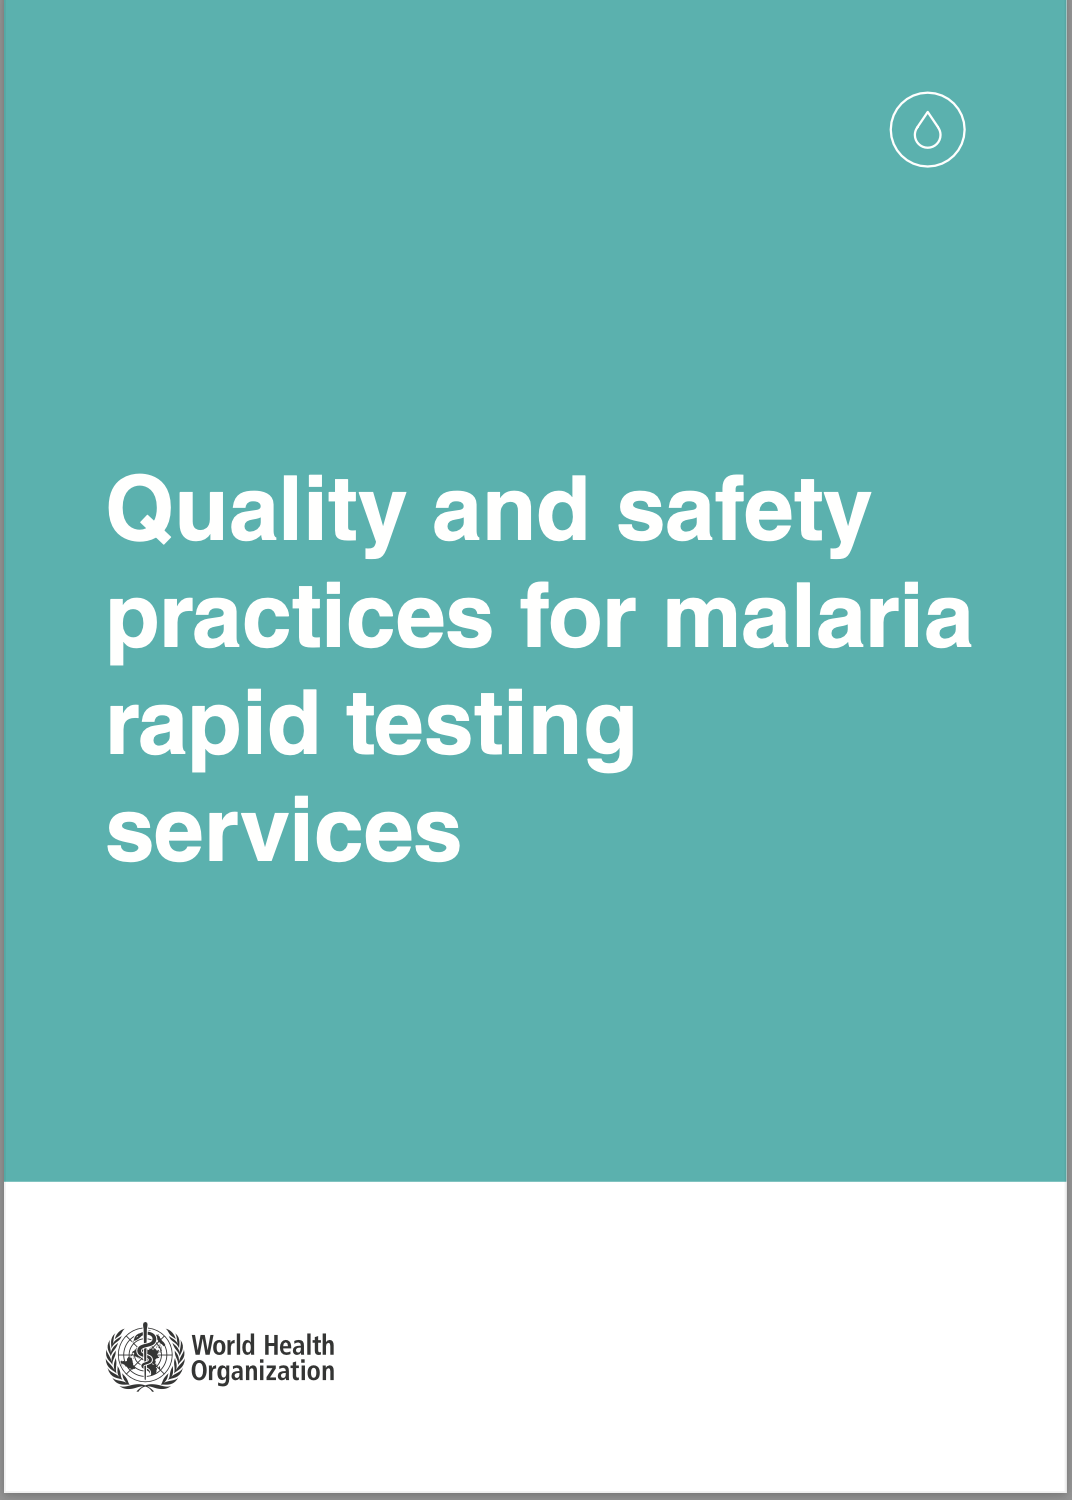 Quality and safety
practices for malaria
rapid testing
services
World Health
Organization